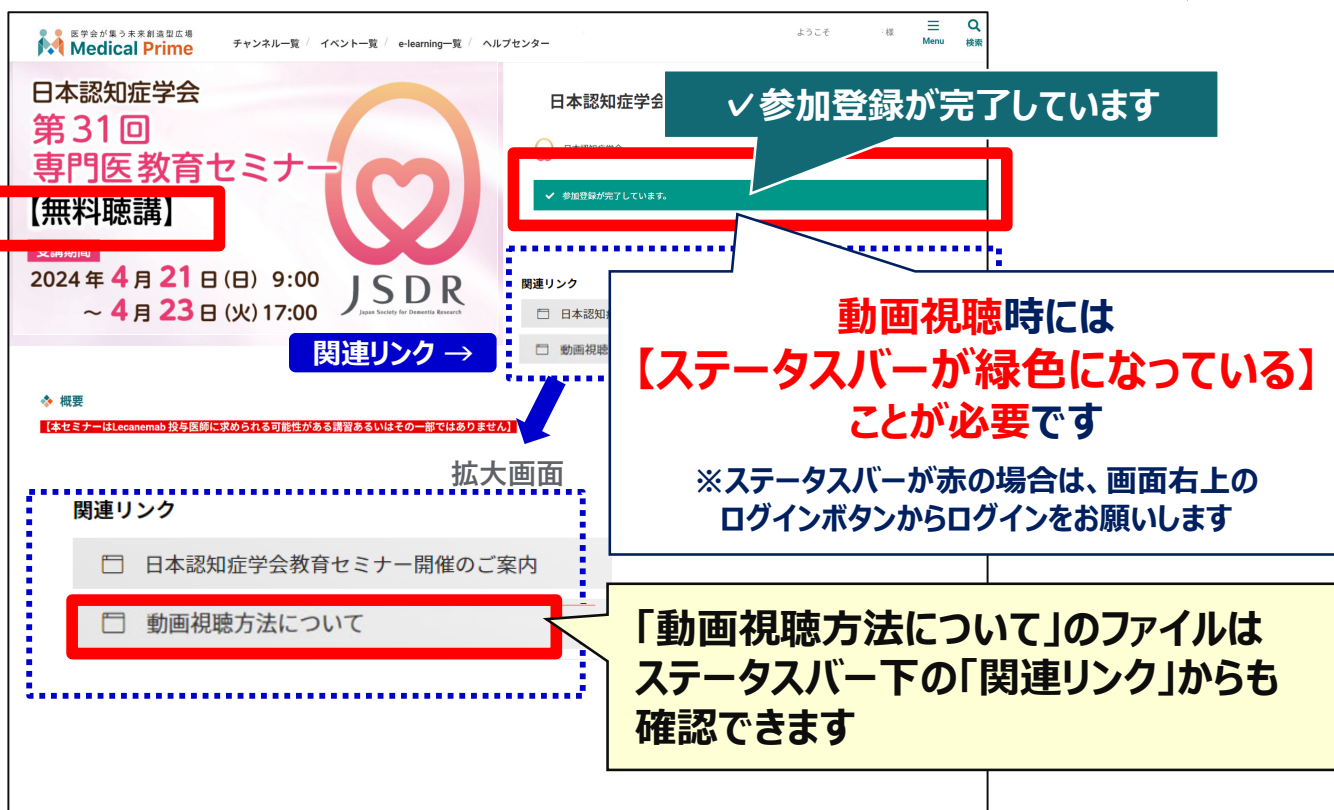 医学会が集う未来創造型広場
Medical Prime
チャンネル一覧 / イベント一覧 / e-learning一覧 / ヘルプセンター
ようこそ 様
Menu
検索
日本認知症学会
第31回
専門医教育セミナー
【無料聴講】
受講期間
2024年 4月 21日(日) 9:00
～ 4月 23日(火)17:00
JSDR
Japan Society for Dementia Research
日本認知症学会
✓参加登録が完了しています
日本認知症学会
✔ 参加登録が完了しています。
関連リンク
日本認知
動画視聴
関連リンク →
動画視聴時には
【ステータスバーが緑色になっている】
ことが必要です
※ステータスバーが赤の場合は、画面右上の
ログインボタンからログインをお願いします
概要
【本セミナーはLecanemab 投与医師に求められる可能性がある講習あるいはその一部ではありません】
拡大画面
関連リンク
日本認知症学会教育セミナー開催のご案内
動画視聴方法について
「動画視聴方法について」のファイルは
ステータスバー下の「関連リンク」からも
確認できます